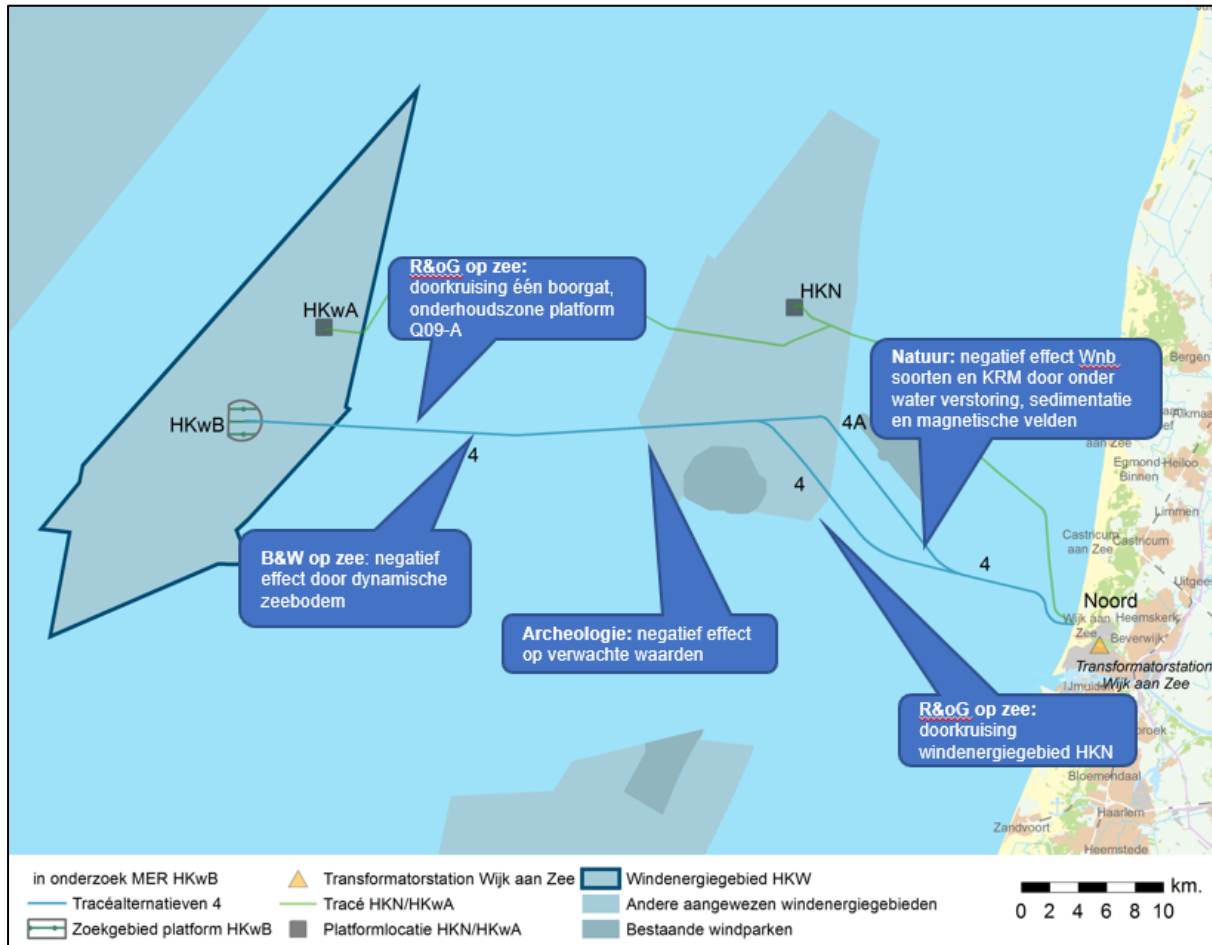 HKwA
R&oG op zee:
doorkruising één boorgat,
onderhoudszone platform
Q09-A
HKN
Natuur: negatief effect Wnb
soorten en KRM door onder
water verstoring, sedimentatie
en magnetische velden
Bergen
aan Zee
Egmond-
Binnen
Heiloo
Limmen
HKwB
4
4A
4
4
B&W op zee: negatief
effect door dynamische
zeebodem
Archeologie: negatief effect
op verwachte waarden
R&oG op zee:
doorkruising
windenergiegebied HKN
Castricum
aan Zee
Castricum
Uitgees
Noord
Wijk aan
Zee
Heemskerk
Beverwijk
Transformatorstation
Wijk aan Zee
IJmuiden
broek
Bloemendaal
Haarlem
Zandvoort
Heemstede
in onderzoek MER HKwB
Tracéalternatieven 4
Zoekgebied platform HKwB
Transformatorstation Wijk aan Zee
Tracé HKN/HKwA
Platformlocatie HKN/HKwA
Windenergiegebied HKW
Andere aangewezen windenergiegebieden
Bestaande windparken
km.
0 2 4 6 8 10